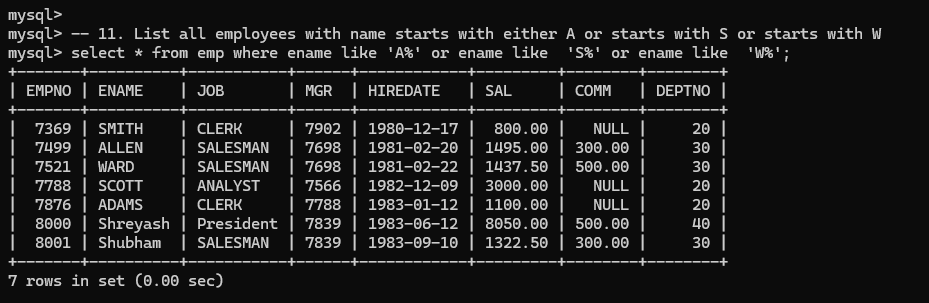 mysql>
mysql> -- 11. List all employees with name starts with either A or starts with S or starts with W
mysql> select * from emp where ename like 'A%' or ename like  'S%' or ename like  'W%';
+-------+----------+-----------+------+------------+---------+--------+--------+
| EMPNO | ENAME    | JOB       | MGR  | HIREDATE   | SAL     | COMM   | DEPTNO |
+-------+----------+-----------+------+------------+---------+--------+--------+
|  7369 | SMITH    | CLERK     | 7902 | 1980-12-17 |  800.00 |   NULL |     20 |
|  7499 | ALLEN    | SALESMAN  | 7698 | 1981-02-20 | 1495.00 | 300.00 |     30 |
|  7521 | WARD     | SALESMAN  | 7698 | 1981-02-22 | 1437.50 | 500.00 |     30 |
|  7788 | SCOTT    | ANALYST   | 7566 | 1982-12-09 | 3000.00 |   NULL |     20 |
|  7876 | ADAMS    | CLERK     | 7788 | 1983-01-12 | 1100.00 |   NULL |     20 |
|  8000 | Shreyash | President | 7839 | 1983-06-12 | 8050.00 | 500.00 |     40 |
|  8001 | Shubham  | SALESMAN  | 7839 | 1983-09-10 | 1322.50 | 300.00 |     30 |
+-------+----------+-----------+------+------------+---------+--------+--------+
7 rows in set (0.00 sec)